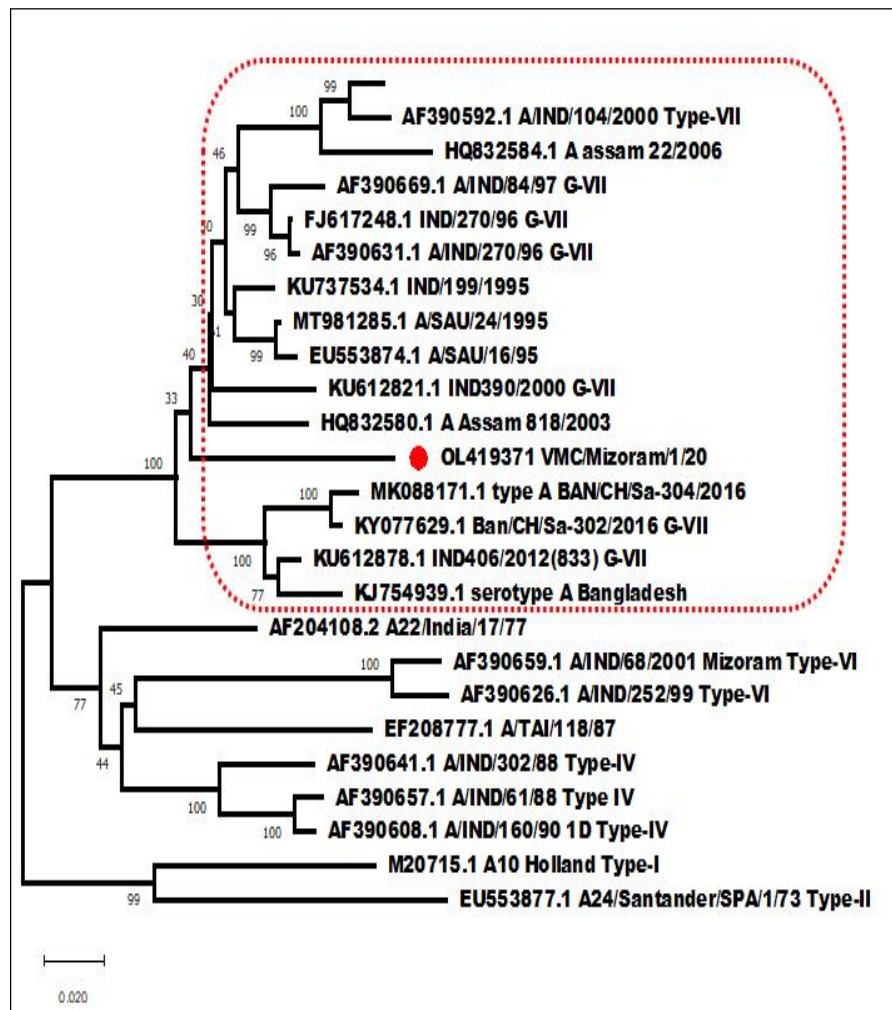 99
AF390592.1 A/IND/104/2000 Type-VII
100
HQ832584.1 A assam 22/2006
46
AF390669.1 A/IND/84/97 G-VII
FJ617248.1 IND/270/96 G-VII
99
AF390631.1 A/IND/270/96 G-VII
96
KU737534.1 IND/199/1995
30
MT981285.1 A/SAU/24/1995
99
EU553874.1 A/SAU/16/95
40
KU612821.1 IND390/2000 G-VII
33
HQ832580.1 A Assam 818/2003
100
OL419371 VMC/Mizoram/1/20
100
MK088171.1 type A BAN/CH/Sa-304/2016
KY077629.1 Ban/CH/Sa-302/2016 G-VII
100
KU612878.1 IND406/2012(833) G-VII
77
KJ754939.1 serotype A Bangladesh
AF204108.2 A22/India/17/77
77
100
AF390659.1 A/IND/68/2001 Mizoram Type-VI
45
AF390626.1 A/IND/252/99 Type-VI
EF208777.1 A/TAI/118/87
44
AF390641.1 A/IND/302/88 Type-IV
100
AF390657.1 A/IND/61/88 Type IV
100
AF390608.1 A/IND/160/90 1D Type-IV
M20715.1 A10 Holland Type-I
99
EU553877.1 A24/Santander/SPA/1/73 Type-II
0.020